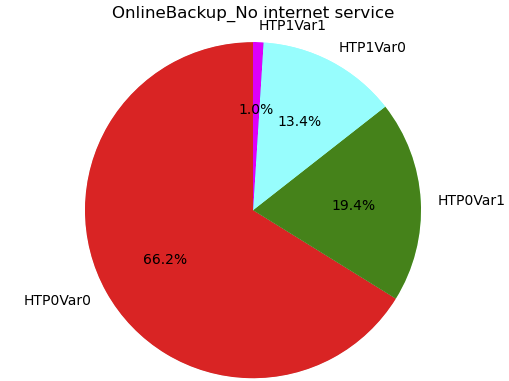 OnlineBackup_No internet service
HTP1Var1
HTP1Var0
1.0%
13.4%
HTP0Var1
19.4%
66.2%
HTP0Var0